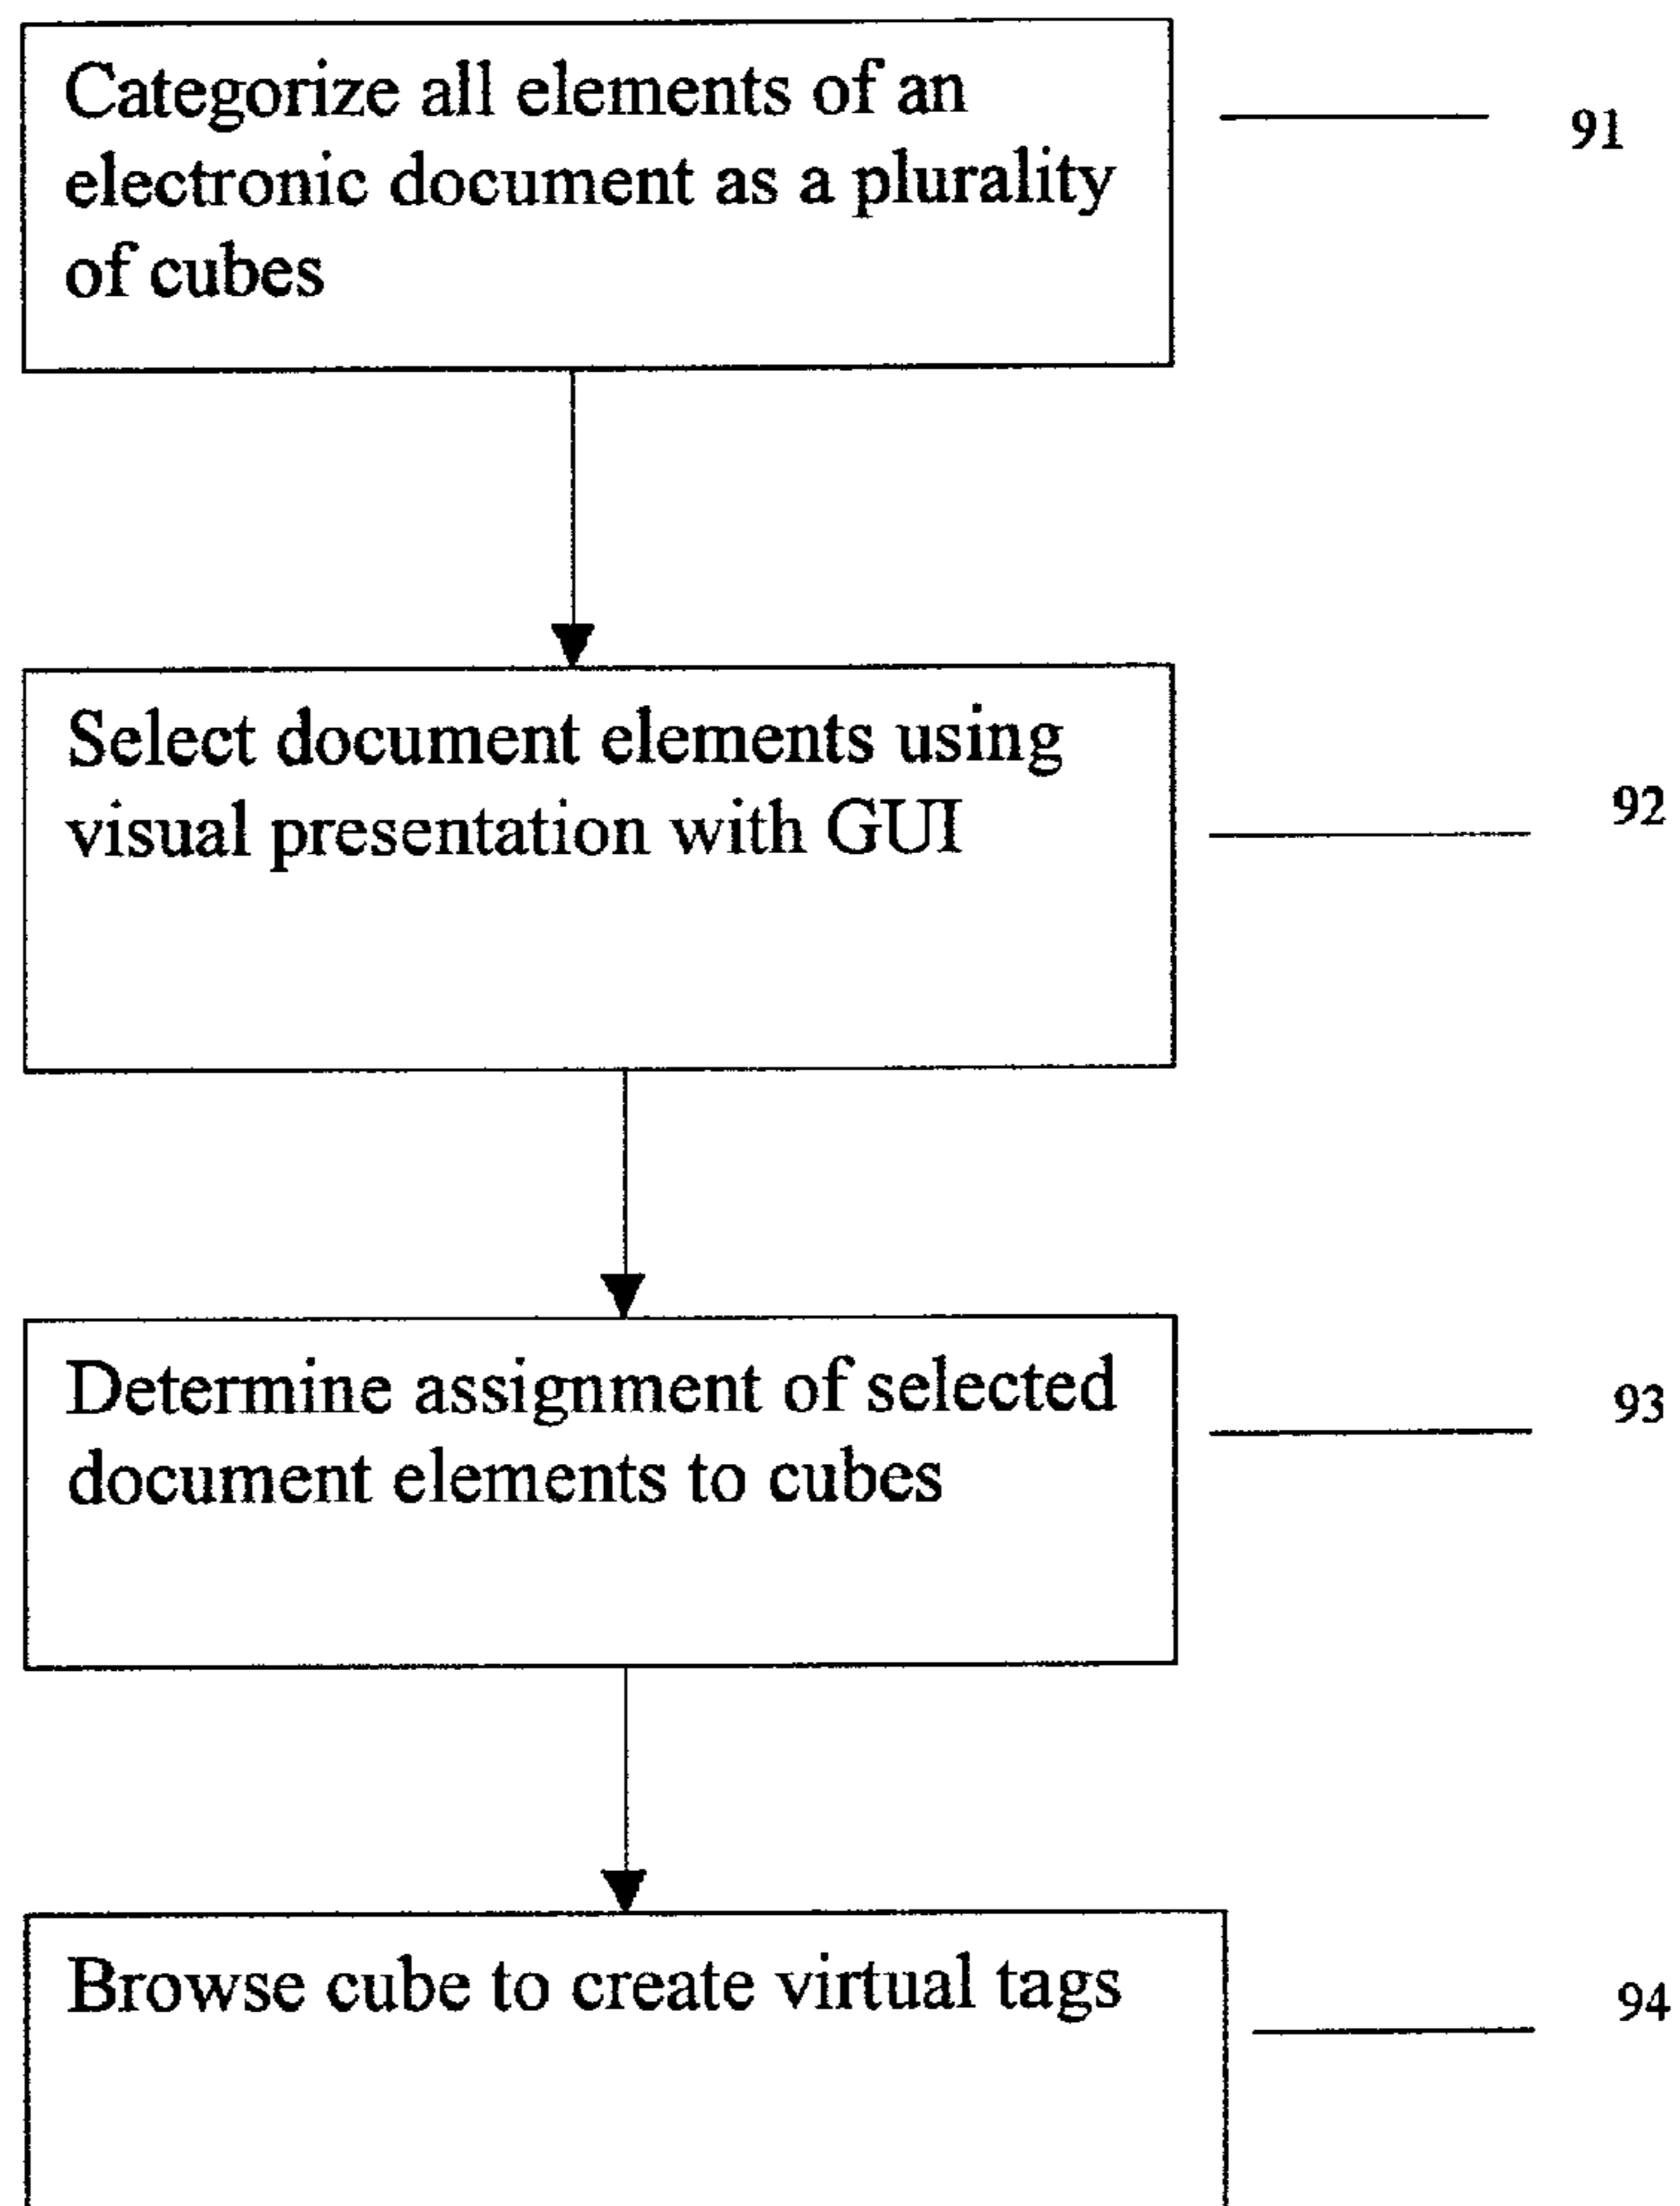 Categorize all elements of an
electronic document as a plurality
of cubes
91
Select document elements using
visual presentation with GUI
92
Determine assignment of selected
document elements to cubes
93
Browse cube to create virtual tags
94